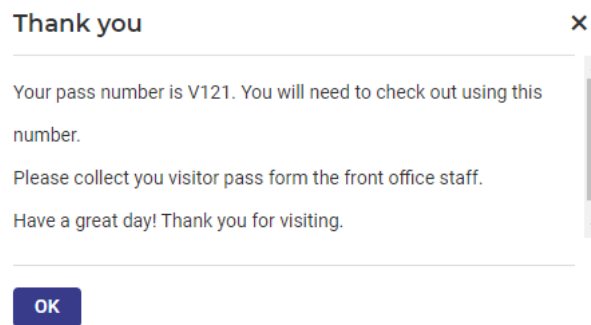 Thank you
Your pass number is V121. You will need to check out using this
number.
Please collect you visitor pass form the front office staff.
Have a great day! Thank you for visiting.
OK